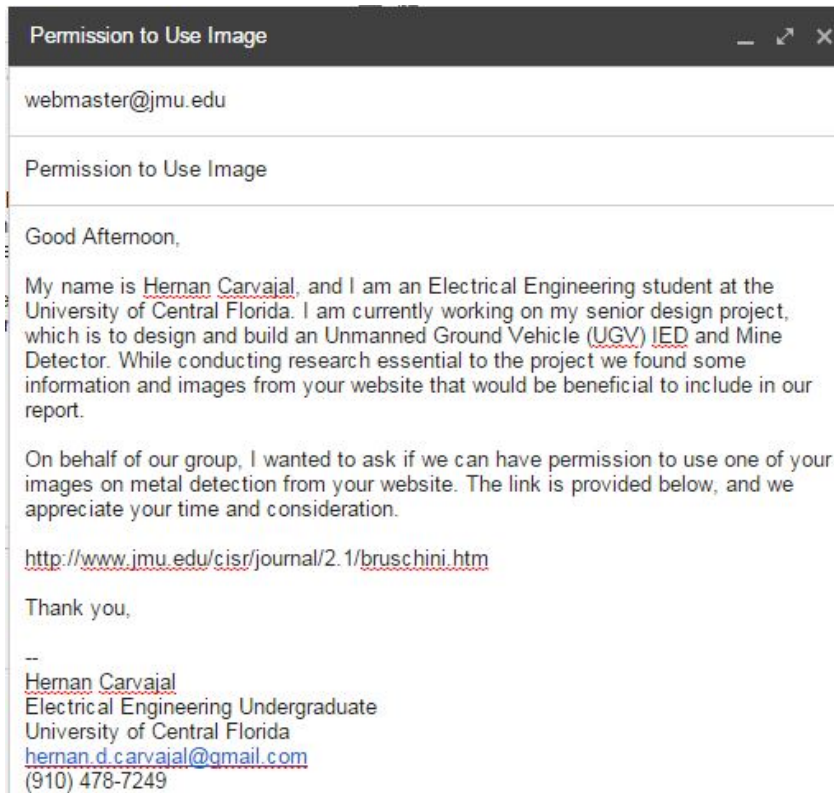 Permission to Use Image
webmaster@jmu.edu
Permission to Use Image
Good Afternoon,
My name is Hernan Carvajal, and I am an Electrical Engineering student at the
University of Central Florida. I am currently working on my senior design project,
which is to design and build an Unmanned Ground Vehicle (UGV) IED and Mine
Detector. While conducting research essential to the project we found some
information and images from your website that would be beneficial to include in our
report.
On behalf of our group, I wanted to ask if we can have permission to use one of your
images on metal detection from your website. The link is provided below, and we
appreciate your time and consideration.
http://www.jmu.edu/cisr/journal/2.1/bruschini.htm
Thank you,
--
Hernan Carvajal
Electrical Engineering Undergraduate
University of Central Florida
hernan.d.carvajal@gmail.com
(910) 478-7249